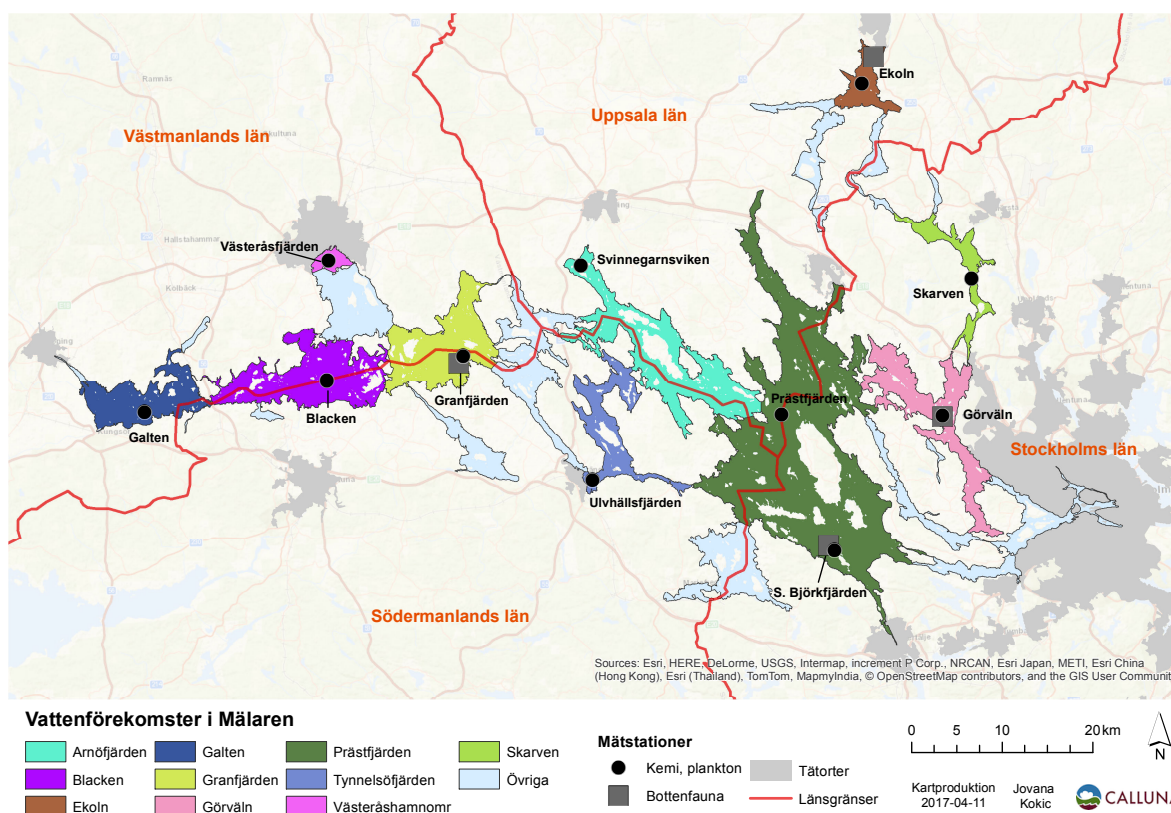 Ekoln
Uppsala län
Ramnäs
Västmanlands län
Skultuna
Hallstahammar
Västeråsfjärden
Svinnegarnsviken
Kolbäck
Skarven
Granfjärden
Blacken
Galten
Prästfjärden
Görväln
Stockholms län
Ulvhällsfjärden
S. Björkfjärden
Södermanlands län
Sources: Esri, HERE, DeLorme, USGS, Intermap, increment P Corp., NRCAN, Esri Japan, METI, Esri China
(Hong Kong), Esri (Thailand), TomTom, MapmyIndia, © OpenStreetMap contributors, and the GIS User Communit
Vattenförekomster i Mälaren
Arnöfjärden Galten Prästfjärden Skarven
Blacken Granfjärden Tynnelsöfjärden Övriga
Ekoln Görväln Västeråshamnomr
Mätstationer
Kemi, plankton Tätorter
Bottenfauna Länsgränser
0 5 10 20 km
N
Kartproduktion Jovana
2017-04-11 Kokic
CALLUNA